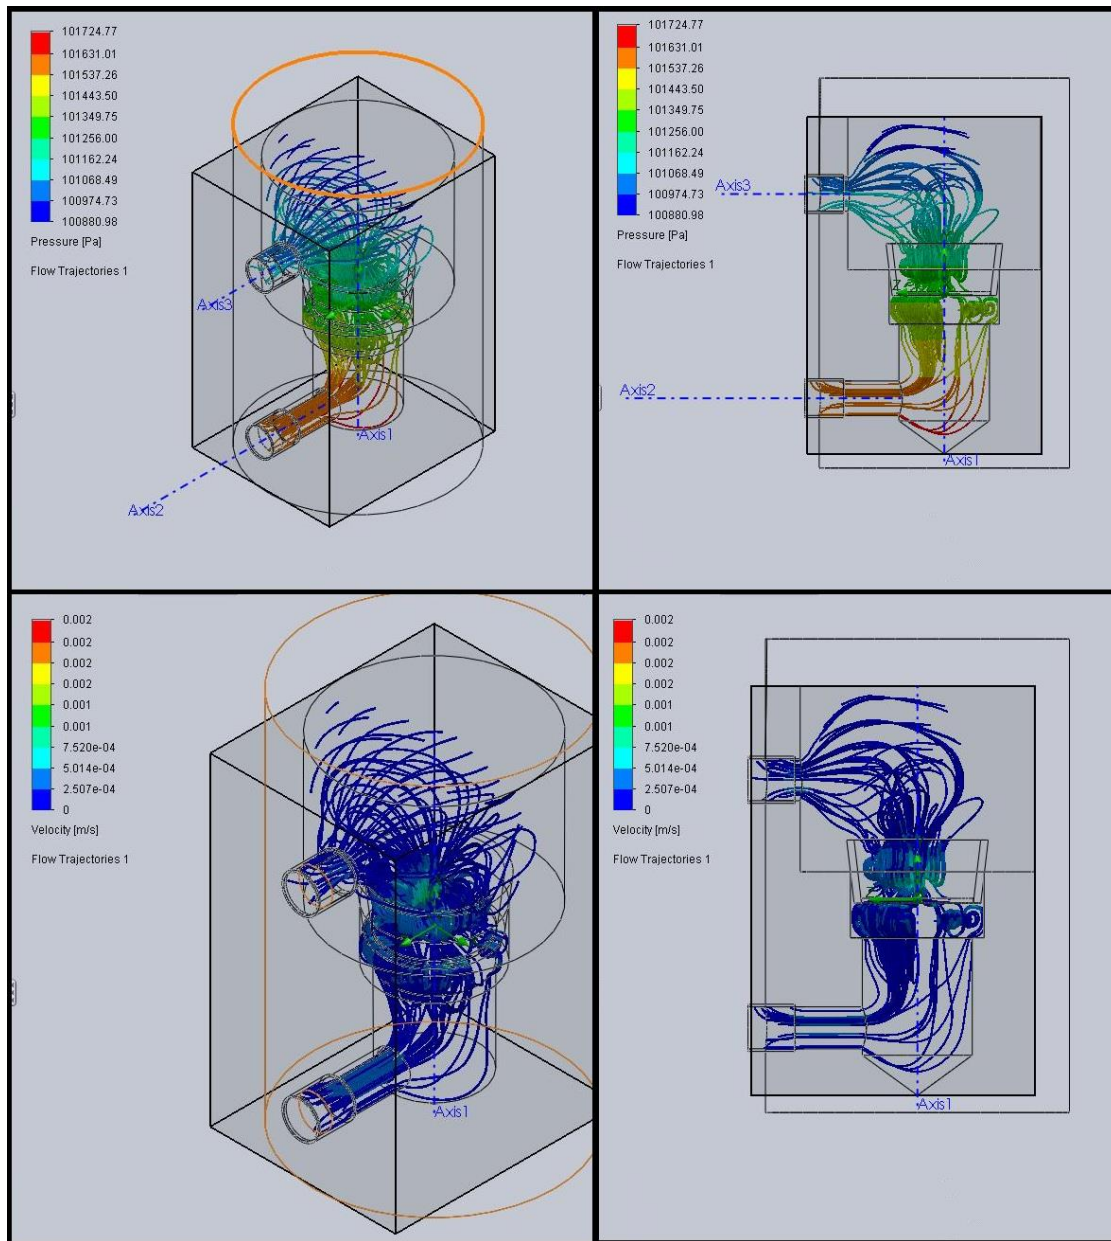 101724.77
101631.01
101537.26
101443.50
101349.75
101256.00
101162.24
101068.49
100974.73
100880.98
Pressure [Pa]
Flow Trajectories 1
Axis3
Axis1
Axis2
101724.77
101631.01
101537.26
101443.50
101349.75
101256.00
101162.24
101068.49
100974.73
100880.98
Pressure [Pa]
Flow Trajectories 1
Axis3
Z
Axis2
Axis1
0.002
0.002
0.002
0.002
0.001
0.001
7.520e-04
5.014e-04
2.507e-04
0
Velocity [m/s]
Flow Trajectories 1
Axis1
0.002
0.002
0.002
0.002
0.001
0.001
7.520e-04
5.014e-04
2.507e-04
0
Velocity [m/s]
Flow Trajectories 1
Axis1